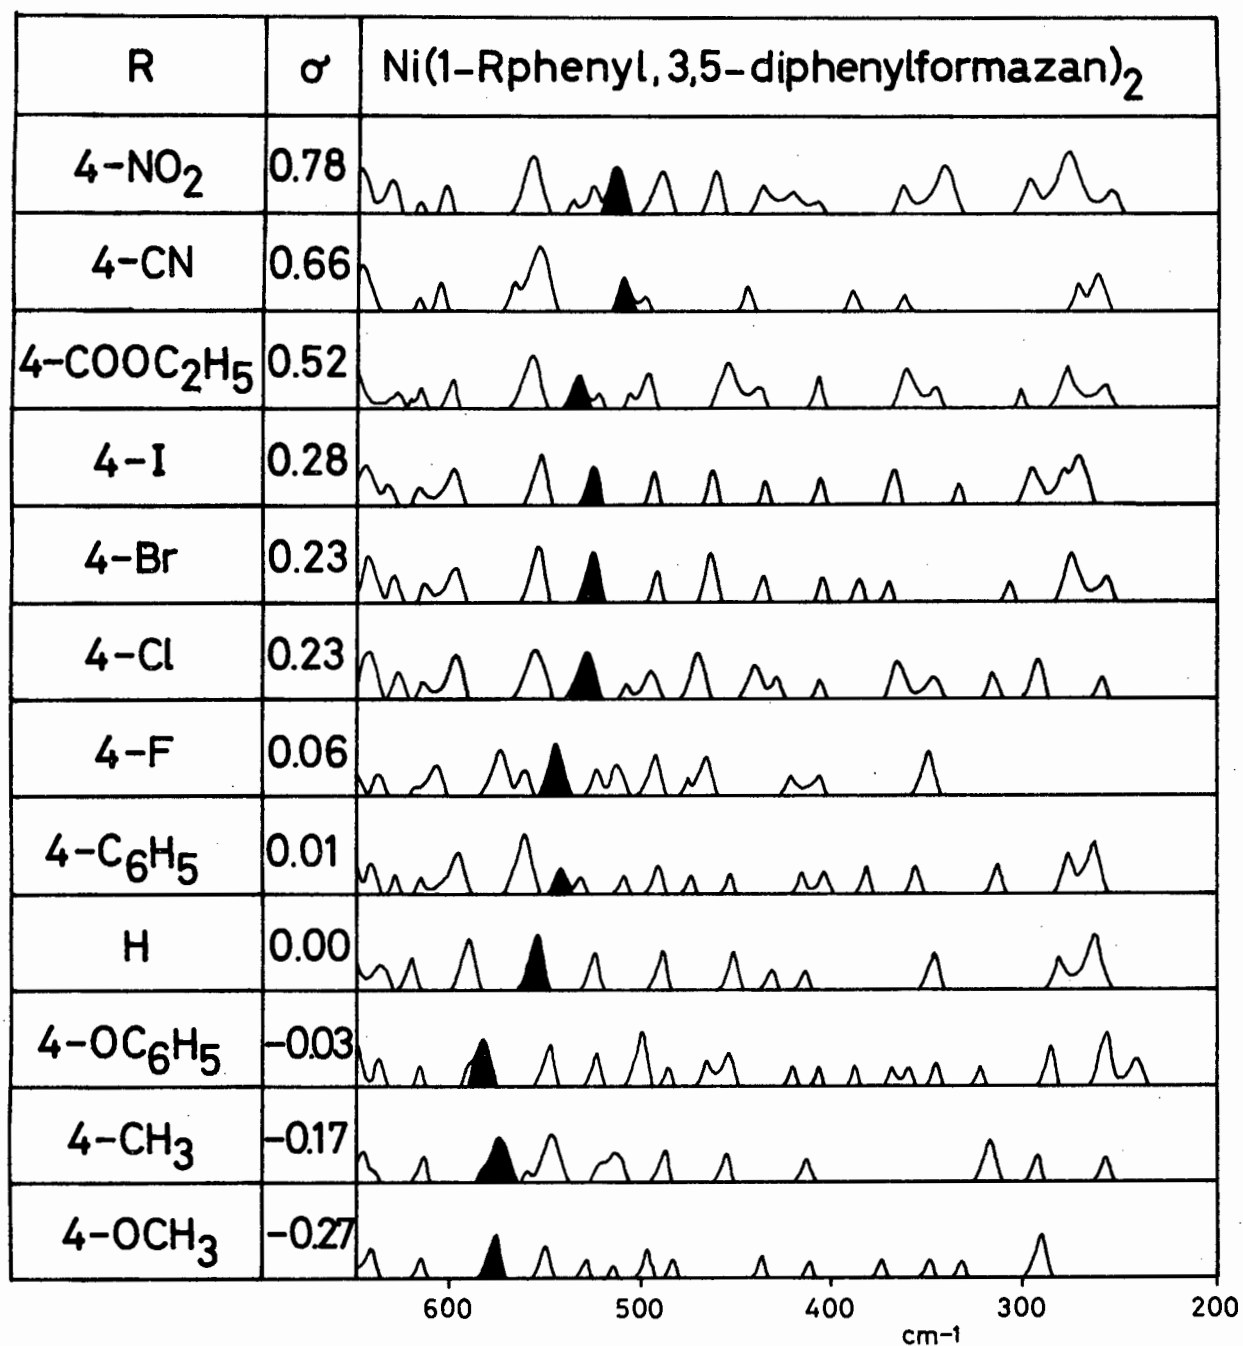 R σ Ni(1-Rphenyl, 3,5-diphenylformazan)2
4-NO2 0.78
4-CN 0.66
4-COOC2H5 0.52
4-I 0.28
4-Br 0.23
4-Cl 0.23
4-F 0.06
4-C6H5 0.01
H 0.00
4-OC6H5 -0.03
4-CH3 -0.17
4-OCH3 -0.27
600 500 400 300 200
cm-1